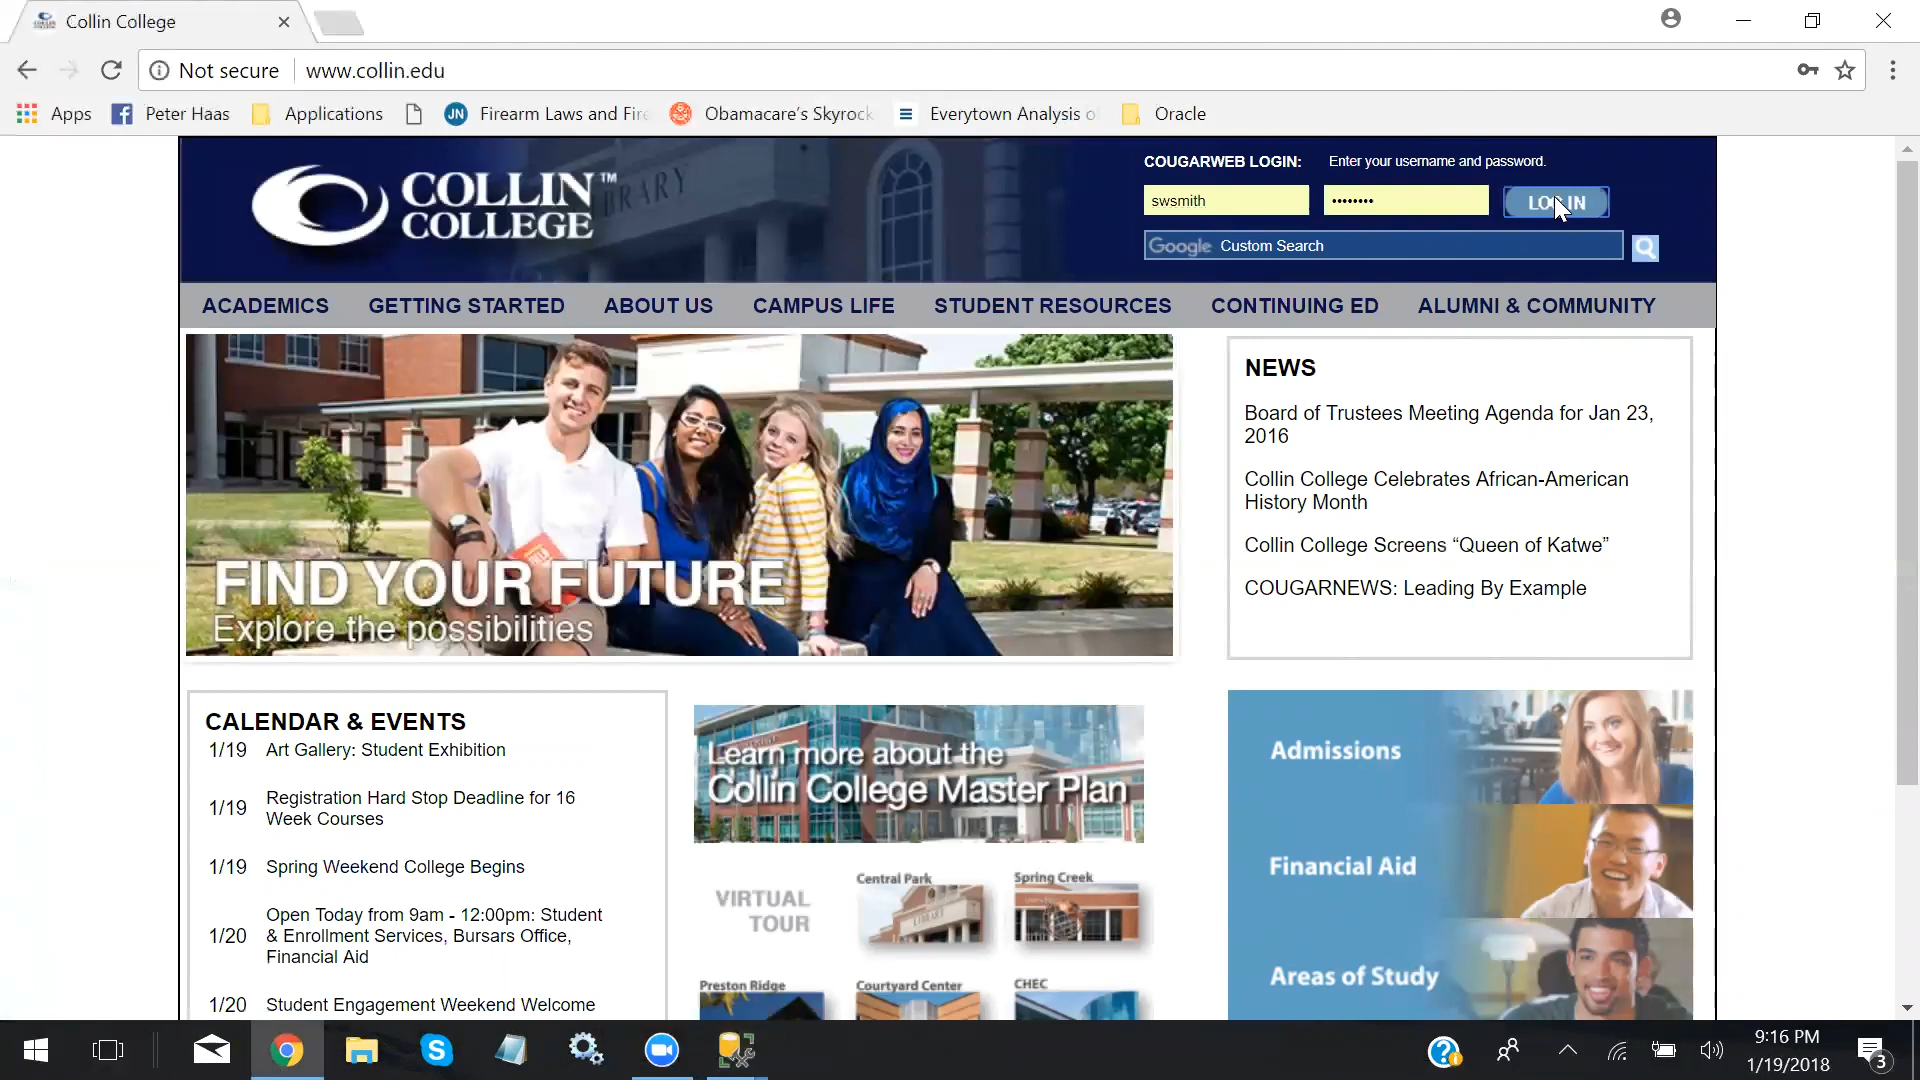 Collin College
Not secure
www.collin.edu
Apps
Peter Haas
Applications
JN
Firearm Laws and Fire
Obamacare's Skyrock
Everytown Analysis o
Oracle
COLLIN™
COLLEGE
LIBRARY
COUGARWEB LOGIN:
Enter your username and password.
swsmith
••••••••
LOG IN
Google Custom Search
ACADEMICS
GETTING STARTED
ABOUT US
CAMPUS LIFE
STUDENT RESOURCES
CONTINUING ED
ALUMNI & COMMUNITY
FIND YOUR FUTURE
Explore the possibilities
NEWS
Board of Trustees Meeting Agenda for Jan 23,
2016
Collin College Celebrates African-American
History Month
Collin College Screens “Queen of Katwe”
COUGARNEWS: Leading By Example
CALENDAR & EVENTS
1/19 Art Gallery: Student Exhibition
1/19 Registration Hard Stop Deadline for 16
Week Courses
1/19 Spring Weekend College Begins
1/20 Open Today from 9am - 12:00pm: Student
& Enrollment Services, Bursars Office,
Financial Aid
1/20 Student Engagement Weekend Welcome
Learn more about the
Collin College Master Plan
VIRTUAL
TOUR
Central Park
Spring Creek
Preston Ridge
Courtyard Center
CHEC
Admissions
Financial Aid
Areas of Study
9:16 PM
1/19/2018
3